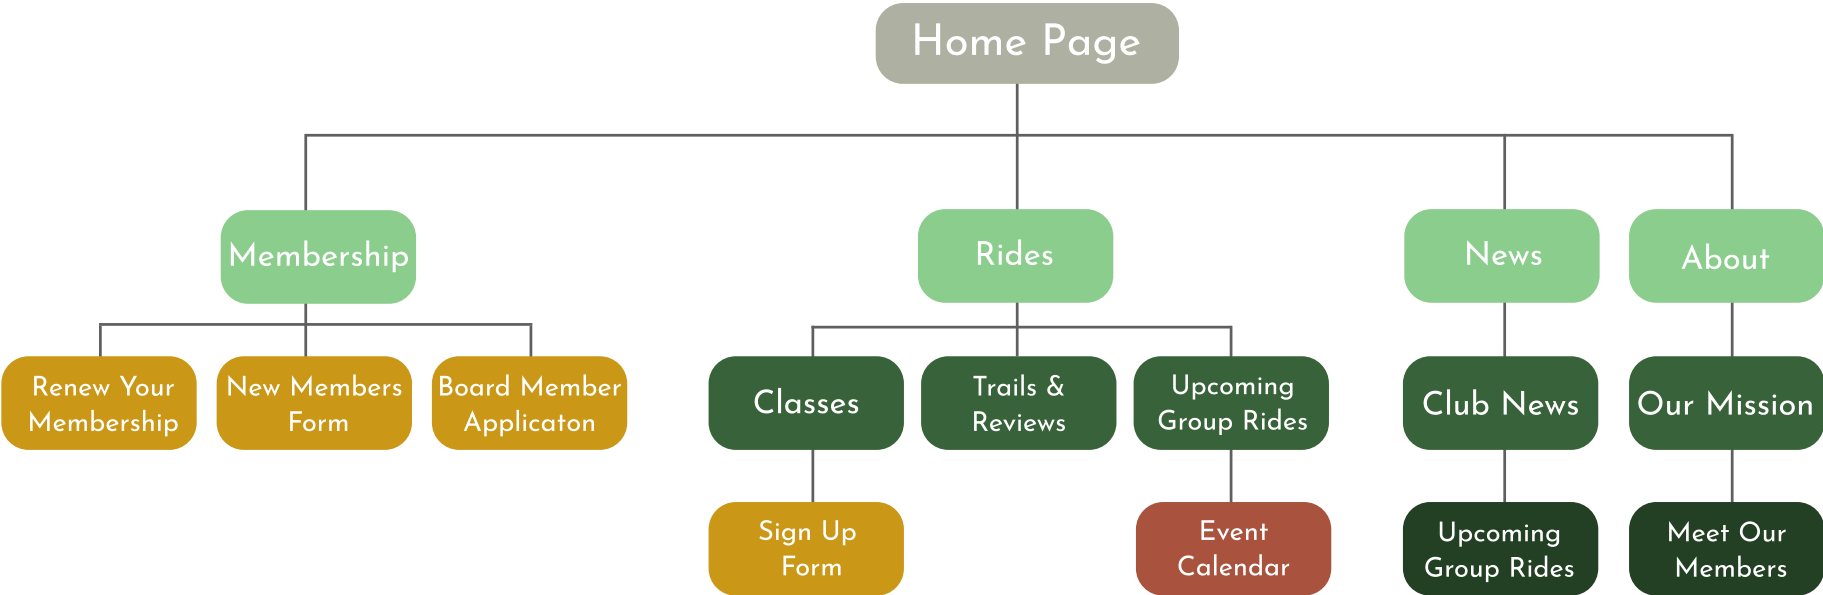 Home Page
Membership
Rides
News
About
Renew Your
Membership
New Members
Form
Board Member
Applicaton
Classes
Trails &
Reviews
Upcoming
Group Rides
Club News
Our Mission
Sign Up
Form
Event
Calendar
Upcoming
Group Rides
Meet Our
Members